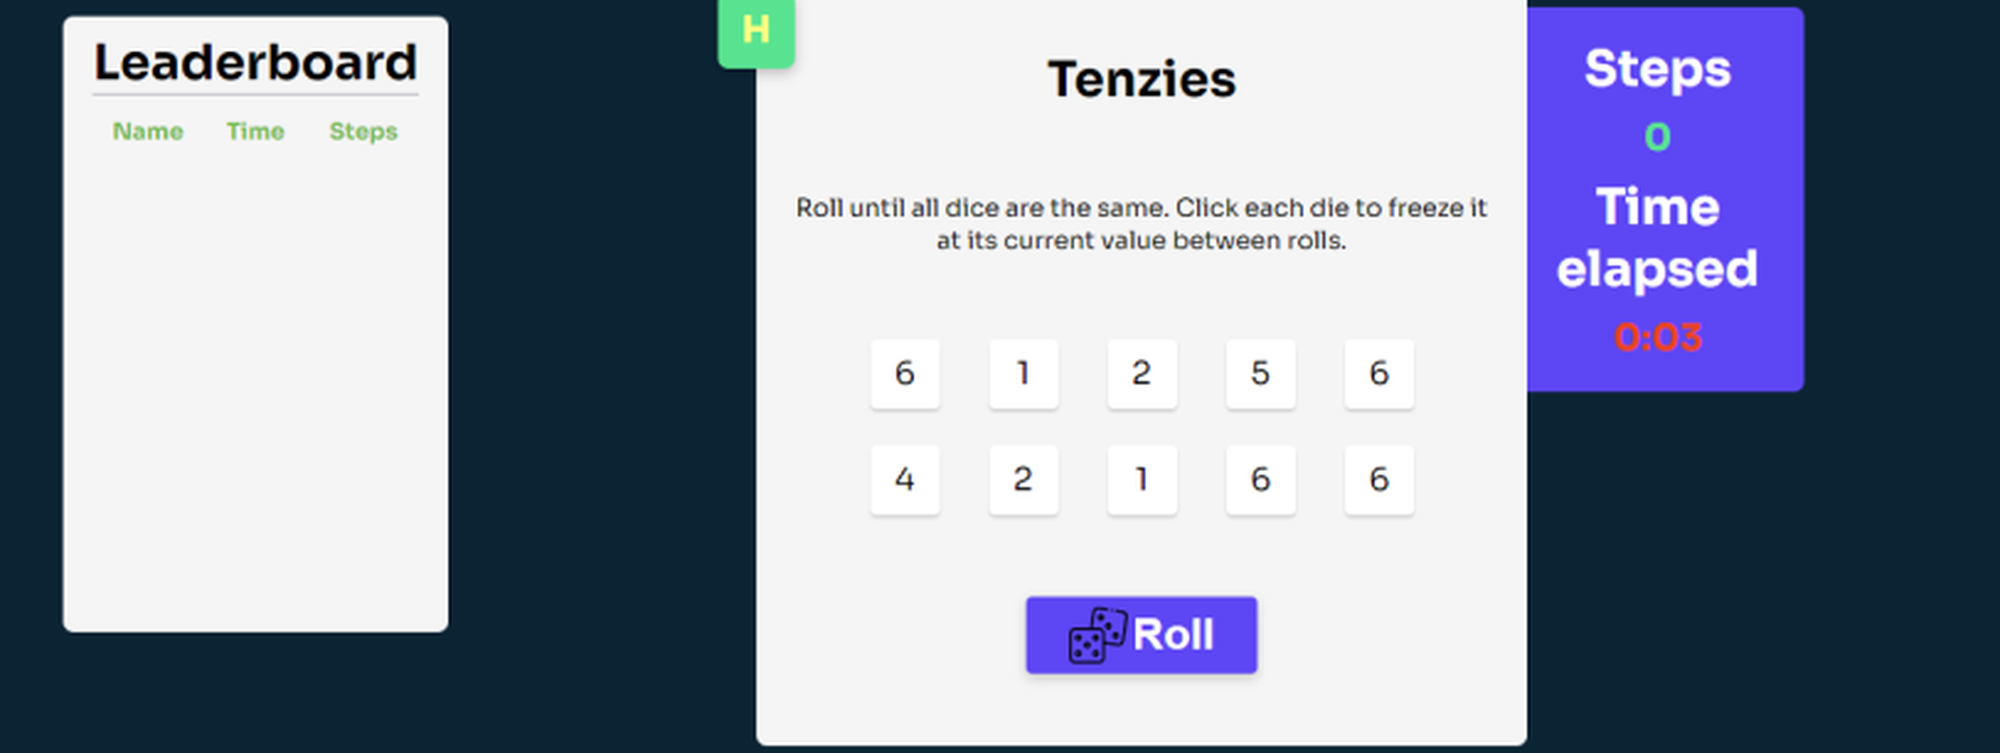 Leaderboard
Name Time Steps
H
Tenzies
Roll until all dice are the same. Click each die to freeze it
at its current value between rolls.
6 1 2 5 6
4 2 1 6 6
Roll
Steps
0
Time
elapsed
0:03